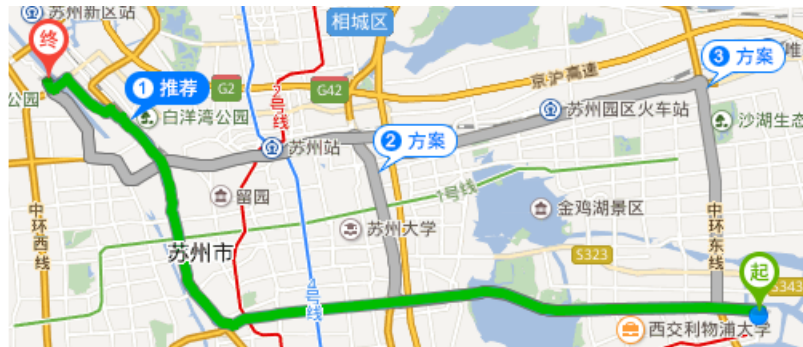 苏州新区站
相城区
终
3 方案
唯
京沪高速
1 推荐
G2
G42
公园
2号线
苏州园区火车站
白洋湾公园
沙湖生态
2 方案
苏州站
1号线
留园
金鸡湖景区
中环西线
苏州大学
中环东线
苏州市
S323
起
4号线
S343
西交利物浦大学